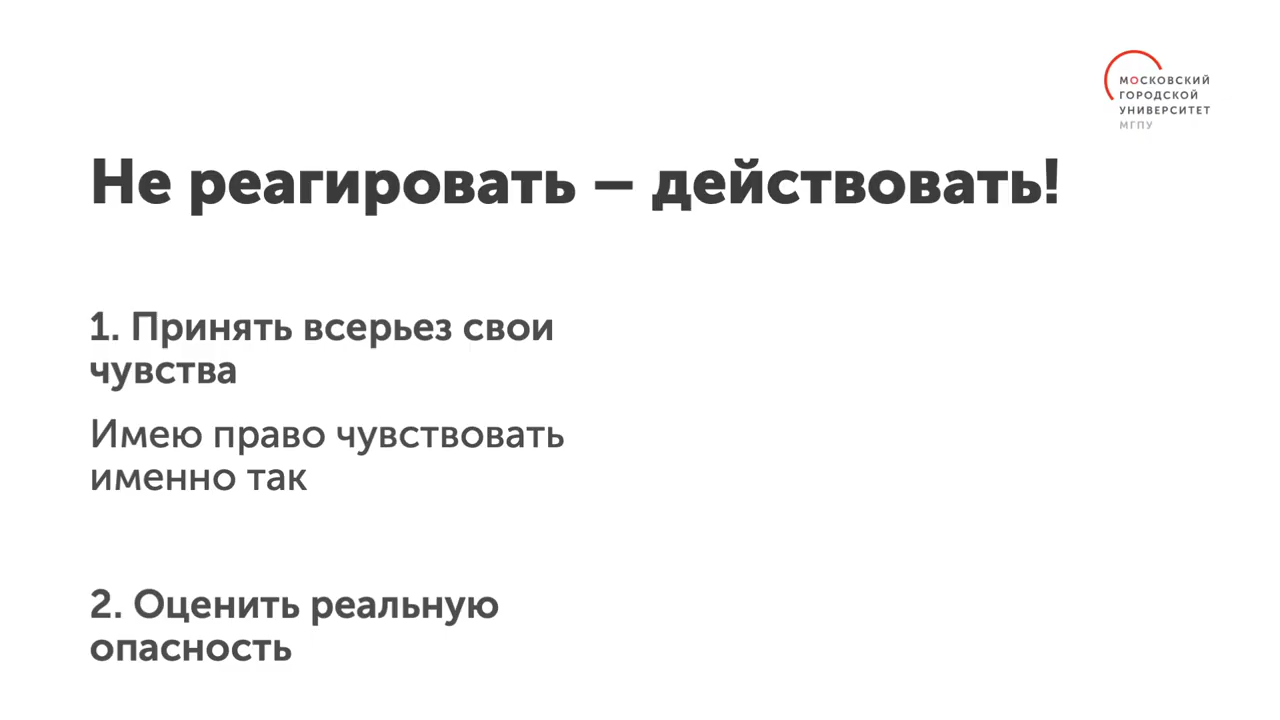 МОСКОВСКИЙ
ГОРОДСКОЙ
УНИВЕРСИТЕТ
МГПУ
Не реагировать – действовать!
1. Принять всерьез свои
чувства
Имею право чувствовать
именно так
2. Оценить реальную
опасность